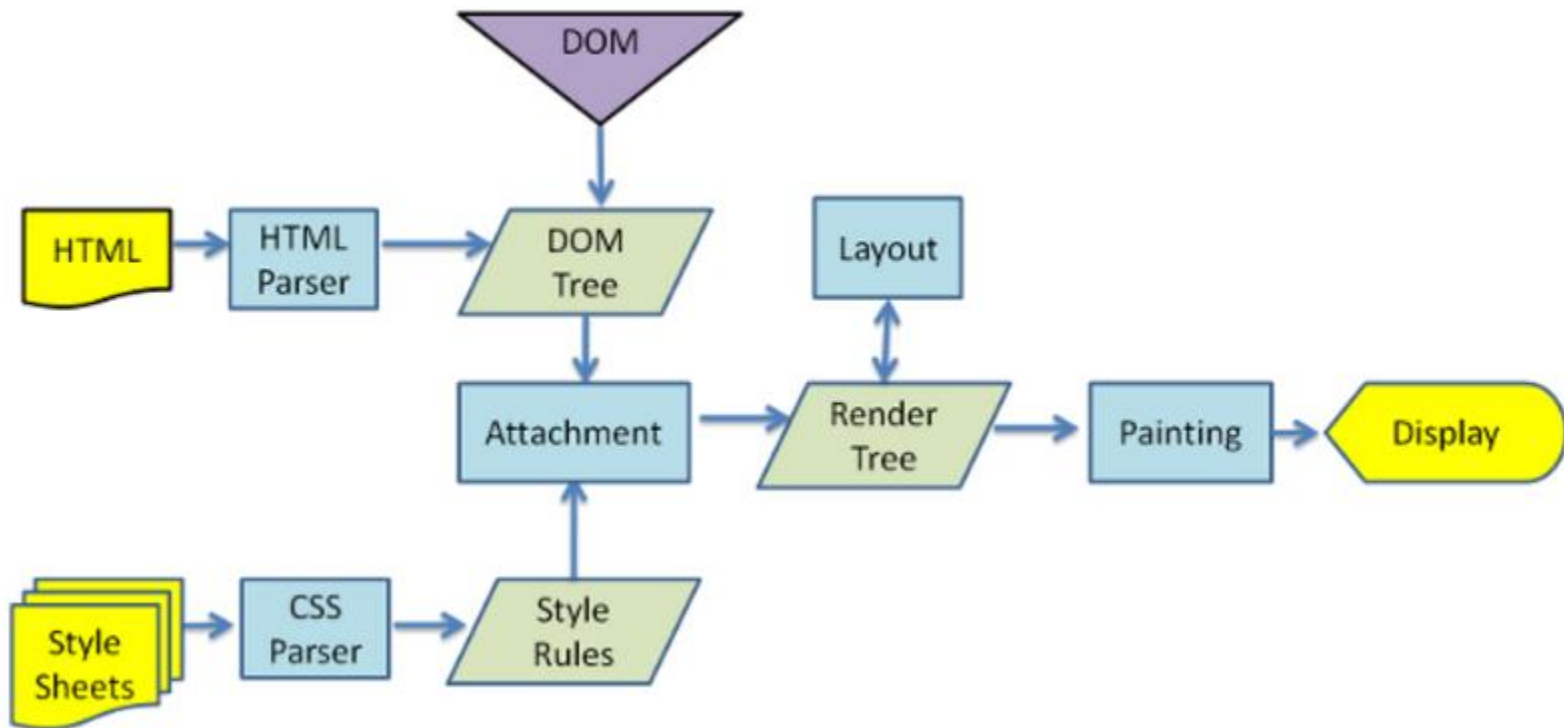 DOM
HTML
HTML
Parser
DOM
Tree
Layout
Attachment
Render
Tree
Painting
Display
Style
Sheets
CSS
Parser
Style
Rules